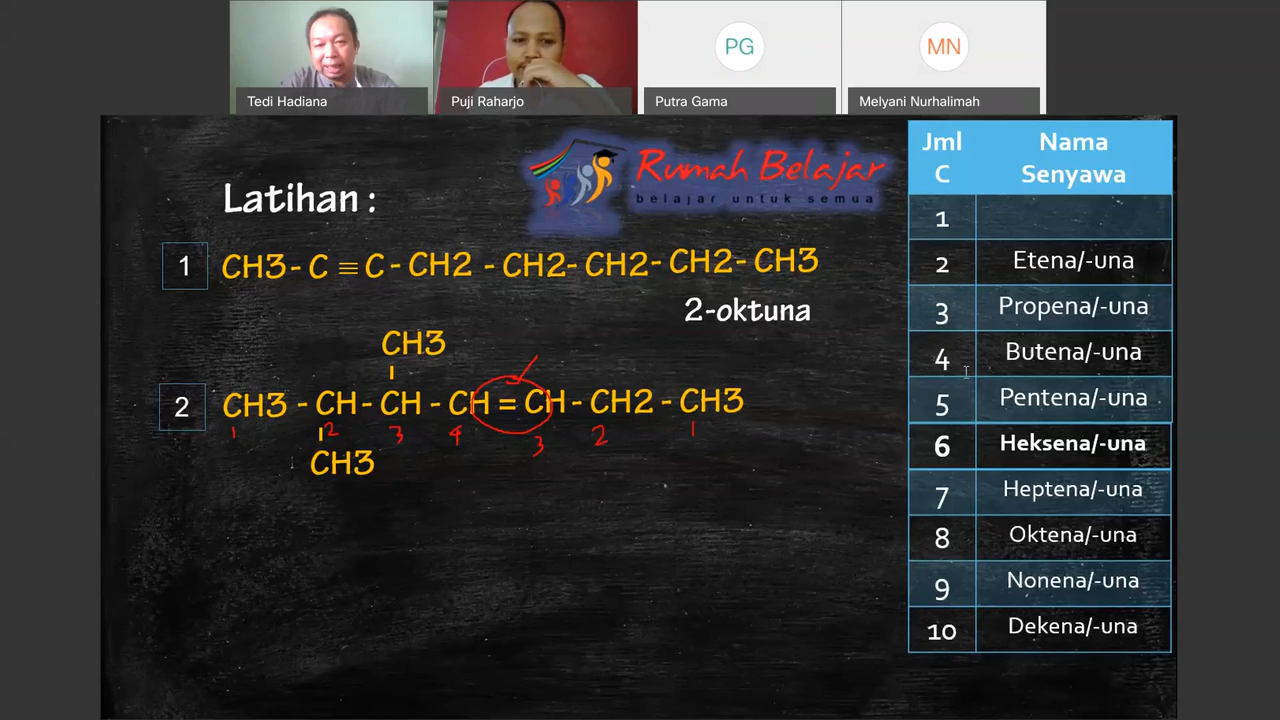 PG
MN
Tedi Hadiana
Puji Raharjo
Putra Gama
Melyani Nurhalimah
Rumah Belajar
belajar untuk semua
Latihan :
1
CH3 - C ≡ C - CH2 - CH2 - CH2 - CH2 - CH3
2-oktuna
CH3
2
CH3 - CH - CH - CH = CH - CH2 - CH3
1 2 3 4 3 2 1
CH3
Jml C Nama Senyawa
1
2 Etena/-una
3 Propena/-una
4 Butena/-una
5 Pentena/-una
6 Heksena/-una
7 Heptena/-una
8 Oktena/-una
9 Nonena/-una
10 Dekena/-una